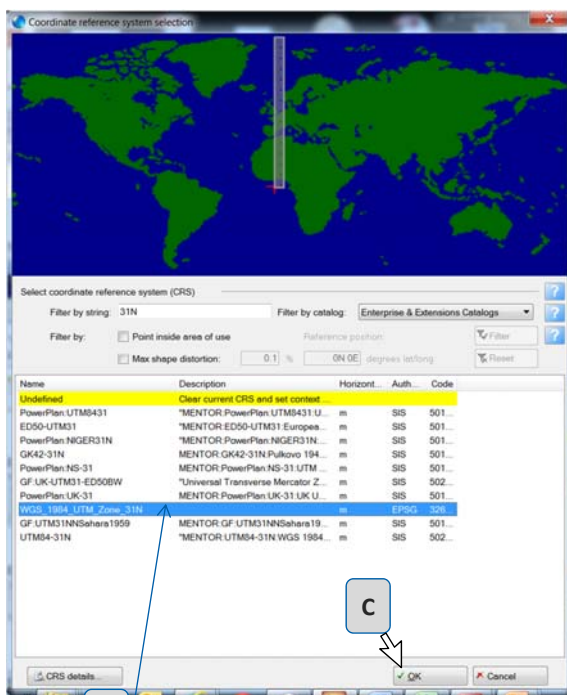 Coordinate reference system selection
Select coordinate reference system (CRS)
Filter by string: 31N Filter by catalog: Enterprise & Extensions Catalogs
Filter by: Point inside area of use Reference position: Filter
Max shape distortion: 0.1 % 0N 0E degrees lat/long Reset
Name Description Horizont... Auth... Code
Undefined Clear current CRS and set context ...
PowerPlan:UTM8431 "MENTOR:PowerPlan:UTM8431:U... m SIS 501...
ED50-UTM31 "MENTOR:ED50-UTM31:Europea... m SIS 501...
PowerPlan:NIGER31N "MENTOR:PowerPlan:NIGER31N:... m SIS 501...
GK42-31N MENTOR:GK42-31N:Pulkovo 194... m SIS 501...
PowerPlan:NS-31 MENTOR:PowerPlan:NS-31:UTM ... m SIS 501...
GF:UK-UTM31-ED50BW "Universal Transverse Mercator Z... m SIS 502...
PowerPlan:UK-31 MENTOR:PowerPlan:UK-31:UK U... m SIS 501...
WGS_1984_UTM_Zone_31N m EPSG 326...
GF:UTM31NNSahara1959 MENTOR:GF:UTM31NNSahara19... m SIS 501...
UTM84-31N "MENTOR:UTM84-31N:WGS 1984... m SIS 502...
C
CRS details... OK Cancel